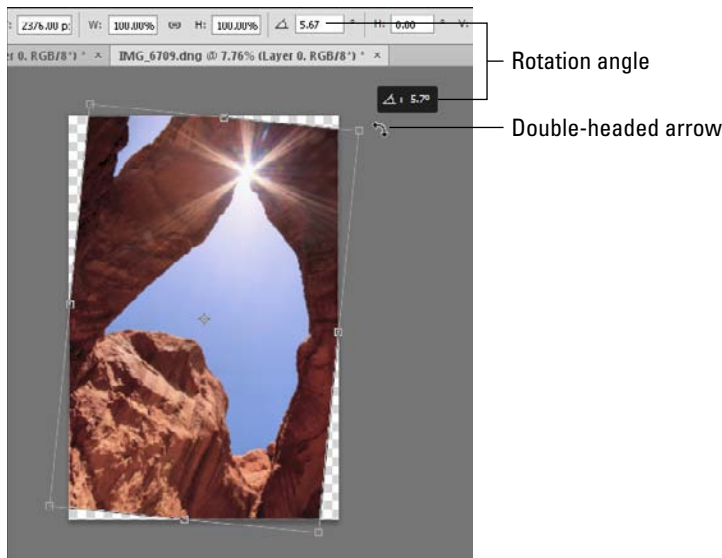 : 2376.00 p: W: 100.00% H: 100.00% 5.67 ° H: 0.00 ° V:
er 0, RGB/8*) * × IMG_6709.dng @ 7.76% (Layer 0, RGB/8*) * ×
Rotation angle
: 5.7°
Double-headed arrow